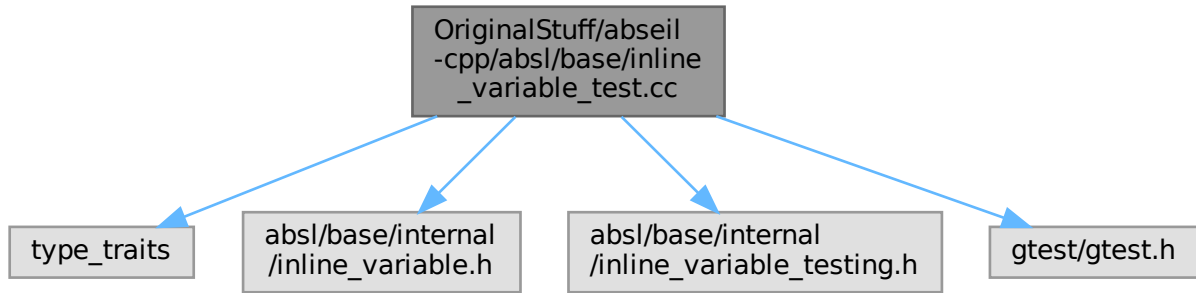 OriginalStuff/abseil
-cpp/absl/base/inline
_variable_test.cc
type_traits
absl/base/internal
/inline_variable.h
absl/base/internal
/inline_variable_testing.h
gtest/gtest.h